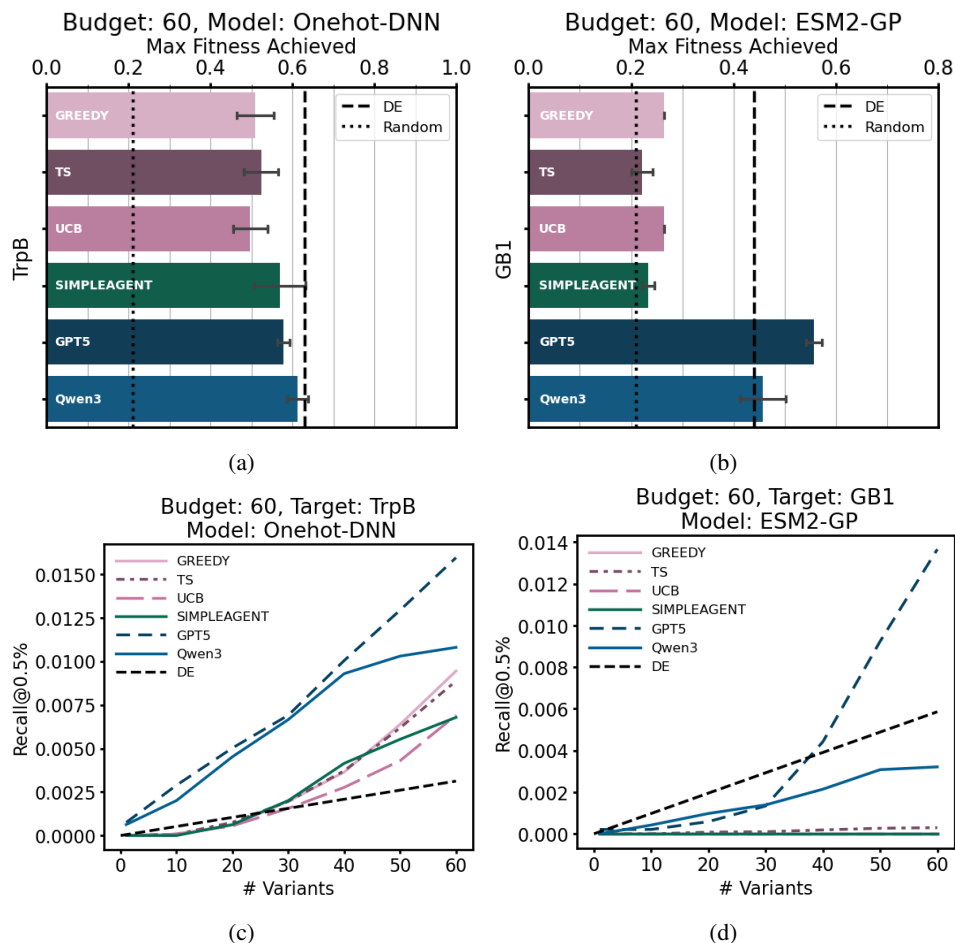 Budget: 60, Model: Onehot-DNN
Max Fitness Achieved
0.0 0.2 0.4 0.6 0.8 1.0
TrpB
GREEDY
TS
UCB
SIMPLEAGENT
GPT5
Qwen3
DE
Random
(a)
Budget: 60, Model: ESM2-GP
Max Fitness Achieved
0.0 0.2 0.4 0.6 0.8
GB1
GREEDY
TS
UCB
SIMPLEAGENT
GPT5
Qwen3
DE
Random
(b)
Budget: 60, Target: TrpB
Model: Onehot-DNN
Recall@0.5%
0.0150
0.0125
0.0100
0.0075
0.0050
0.0025
0.0000
GREEDY
TS
UCB
SIMPLEAGENT
GPT5
Qwen3
DE
0 10 20 30 40 50 60
# Variants
(c)
Budget: 60, Target: GB1
Model: ESM2-GP
Recall@0.5%
0.014
0.012
0.010
0.008
0.006
0.004
0.002
0.000
GREEDY
TS
UCB
SIMPLEAGENT
GPT5
Qwen3
DE
0 10 20 30 40 50 60
# Variants
(d)